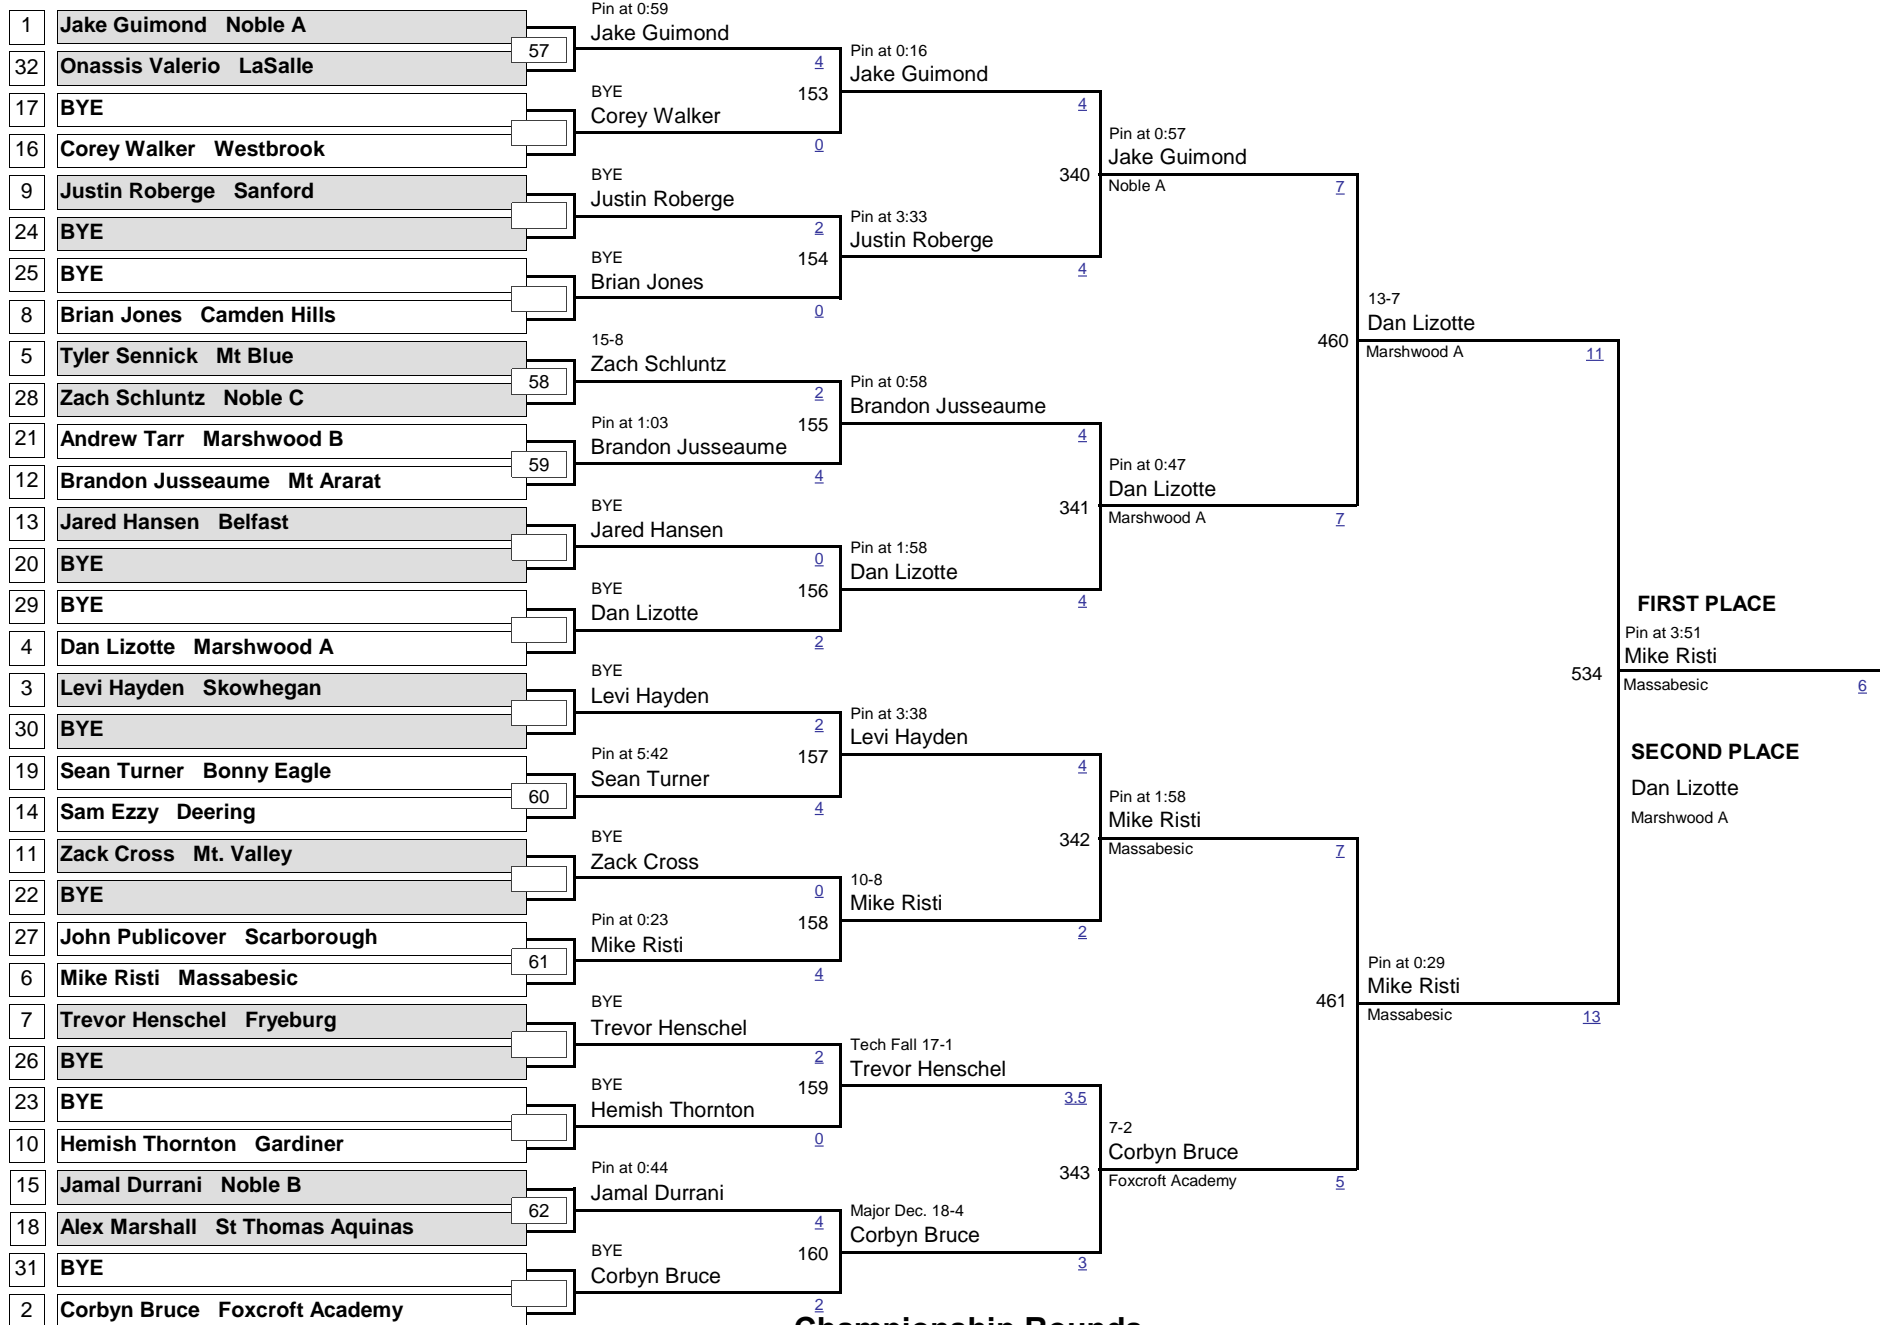 1 Jake Guimond Noble A
32 Onassis Valerio LaSalle
17 BYE
16 Corey Walker Westbrook
9 Justin Roberge Sanford
24 BYE
25 BYE
8 Brian Jones Camden Hills
5 Tyler Sennick Mt Blue
28 Zach Schluntz Noble C
21 Andrew Tarr Marshwood B
12 Brandon Jusseaume Mt Ararat
13 Jared Hansen Belfast
20 BYE
29 BYE
4 Dan Lizotte Marshwood A
3 Levi Hayden Skowhegan
30 BYE
19 Sean Turner Bonny Eagle
14 Sam Ezzy Deering
11 Zack Cross Mt. Valley
22 BYE
27 John Publicover Scarborough
6 Mike Risti Massabesic
7 Trevor Henschel Fryeburg
26 BYE
23 BYE
10 Hemish Thornton Gardiner
15 Jamal Durrani Noble B
18 Alex Marshall St Thomas Aquinas
31 BYE
2 Corbyn Bruce Foxcroft Academy
57
58
59
60
61
62
Pin at 0:59
Jake Guimond
4
153
BYE
Corey Walker
0
BYE
Justin Roberge
2
154
BYE
Brian Jones
0
15-8
Zach Schluntz
2
155
Pin at 1:03
Brandon Jusseaume
4
BYE
Jared Hansen
0
156
BYE
Dan Lizotte
2
BYE
Levi Hayden
2
157
Pin at 5:42
Sean Turner
4
BYE
Zack Cross
0
158
Pin at 0:23
Mike Risti
4
BYE
Trevor Henschel
2
159
BYE
Hemish Thornton
0
Pin at 0:44
Jamal Durrani
4
160
BYE
Corbyn Bruce
2
Pin at 0:16
Jake Guimond
4
340
Pin at 3:33
Justin Roberge
4
Pin at 0:58
Brandon Jusseaume
4
341
Pin at 1:58
Dan Lizotte
4
Pin at 3:38
Levi Hayden
4
342
10-8
Mike Risti
2
Tech Fall 17-1
Trevor Henschel
3.5
343
Major Dec. 18-4
Corbyn Bruce
3
Pin at 0:57
Jake Guimond
Noble A
7
460
Pin at 0:47
Dan Lizotte
Marshwood A
7
Pin at 1:58
Mike Risti
Massabesic
7
461
7-2
Corbyn Bruce
Foxcroft Academy
5
13-7
Dan Lizotte
Marshwood A
11
534
Pin at 0:29
Mike Risti
Massabesic
13
FIRST PLACE
Pin at 3:51
Mike Risti
Massabesic
6
SECOND PLACE
Dan Lizotte
Marshwood A
Championship Rounds